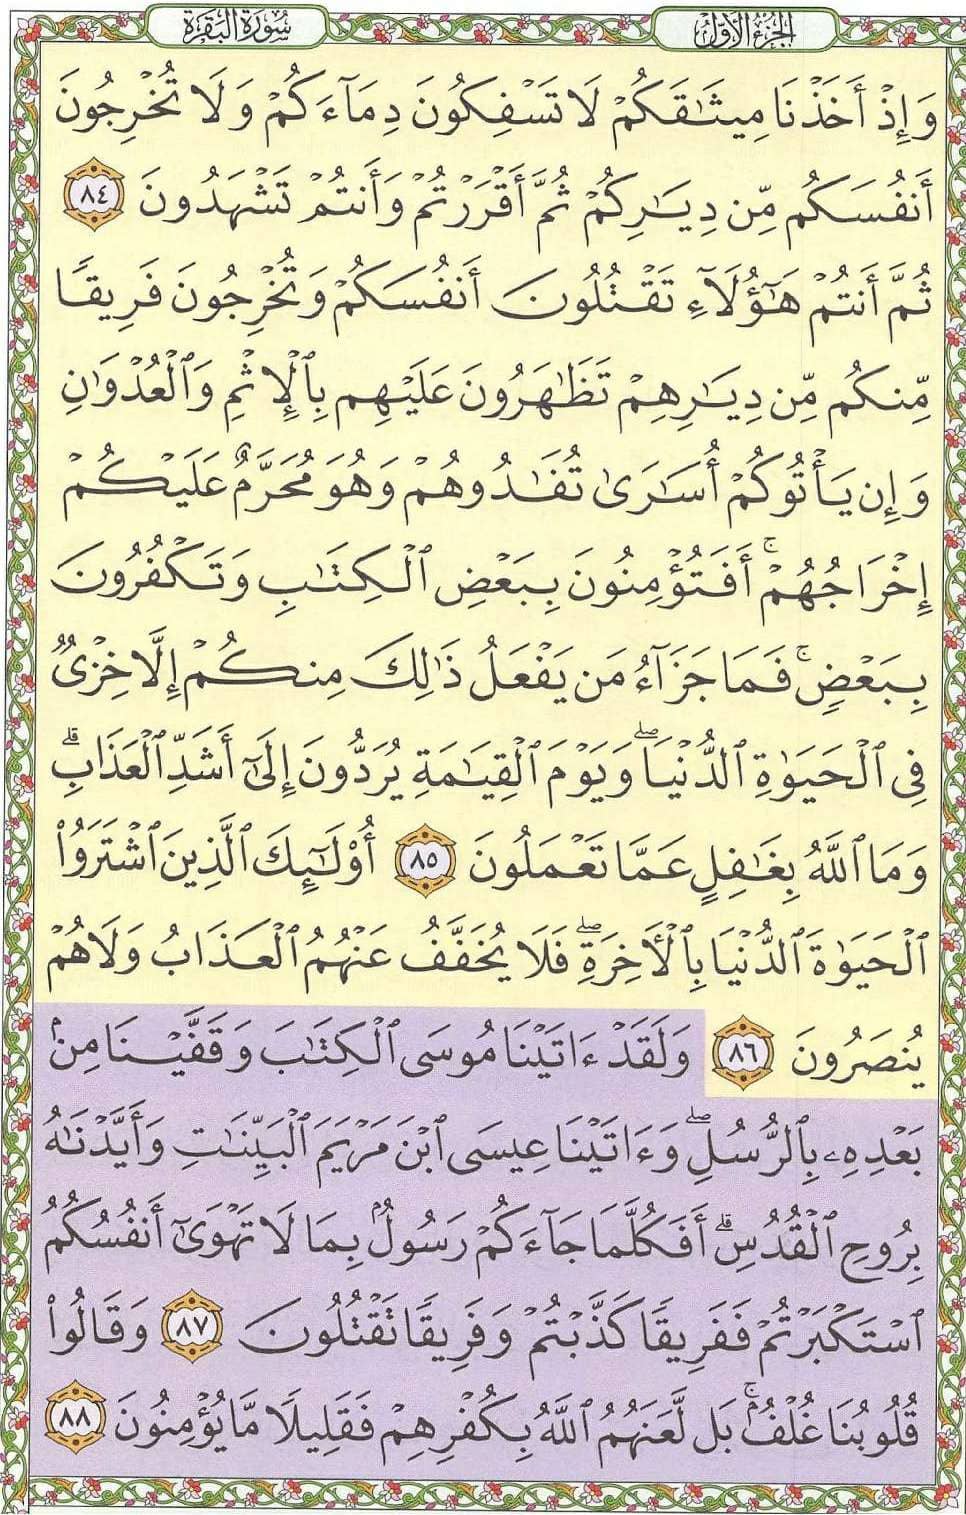 الجزء الأول
سورة البقرة
وَإِذْ أَخَذْنَا مِيثَٰقَكُمْ لَا تَسْفِكُونَ دِمَآءَكُمْ وَلَا تُخْرِجُونَ
أَنفُسَكُم مِّن دِيَٰرِكُمْ ثُمَّ أَقْرَرْتُمْ وَأَنتُمْ تَشْهَدُونَ ٨٤
ثُمَّ أَنتُمْ هَٰٓؤُلَآءِ تَقْتُلُونَ أَنفُسَكُمْ وَتُخْرِجُونَ فَرِيقًا
مِّنكُم مِّن دِيَٰرِهِمْ تَظَٰهَرُونَ عَلَيْهِم بِٱلْإِثْمِ وَٱلْعُدْوَٰنِ
وَإِن يَأْتُوكُمْ أُسَٰرَىٰ تُفَٰدُوهُمْ وَهُوَ مُحَرَّمٌ عَلَيْكُمْ
إِخْرَاجُهُمْ ۚ أَفَتُؤْمِنُونَ بِبَعْضِ ٱلْكِتَٰبِ وَتَكْفُرُونَ
بِبَعْضٍ ۚ فَمَا جَزَآءُ مَن يَفْعَلُ ذَٰلِكَ مِنكُمْ إِلَّا خِزْىٌ
فِى ٱلْحَيَوٰةِ ٱلدُّنْيَا ۖ وَيَوْمَ ٱلْقِيَٰمَةِ يُرَدُّونَ إِلَىٰٓ أَشَدِّ ٱلْعَذَابِ ۗ
وَمَا ٱللَّهُ بِغَٰفِلٍ عَمَّا تَعْمَلُونَ ٨٥ أُو۟لَٰٓئِكَ ٱلَّذِينَ ٱشْتَرَوُا۟
ٱلْحَيَوٰةَ ٱلدُّنْيَا بِٱلْءَاخِرَةِ ۖ فَلَا يُخَفَّفُ عَنْهُمُ ٱلْعَذَابُ وَلَا هُمْ
يُنصَرُونَ ٨٦ وَلَقَدْ ءَاتَيْنَا مُوسَى ٱلْكِتَٰبَ وَقَفَّيْنَا مِنۢ
بَعْدِهِۦ بِٱلرُّسُلِ ۖ وَءَاتَيْنَا عِيسَى ٱبْنَ مَرْيَمَ ٱلْبَيِّنَٰتِ وَأَيَّدْنَٰهُ
بِرُوحِ ٱلْقُدُسِ ۗ أَفَكُلَّمَا جَآءَكُمْ رَسُولٌۢ بِمَا لَا تَهْوَىٰٓ أَنفُسُكُمُ
ٱسْتَكْبَرْتُمْ فَفَرِيقًا كَذَّبْتُمْ وَفَرِيقًا تَقْتُلُونَ ٨٧ وَقَالُوا۟
قُلُوبُنَا غُلْفٌۢ ۚ بَل لَّعَنَهُمُ ٱللَّهُ بِكُفْرِهِمْ فَقَلِيلًا مَّا يُؤْمِنُونَ ٨٨